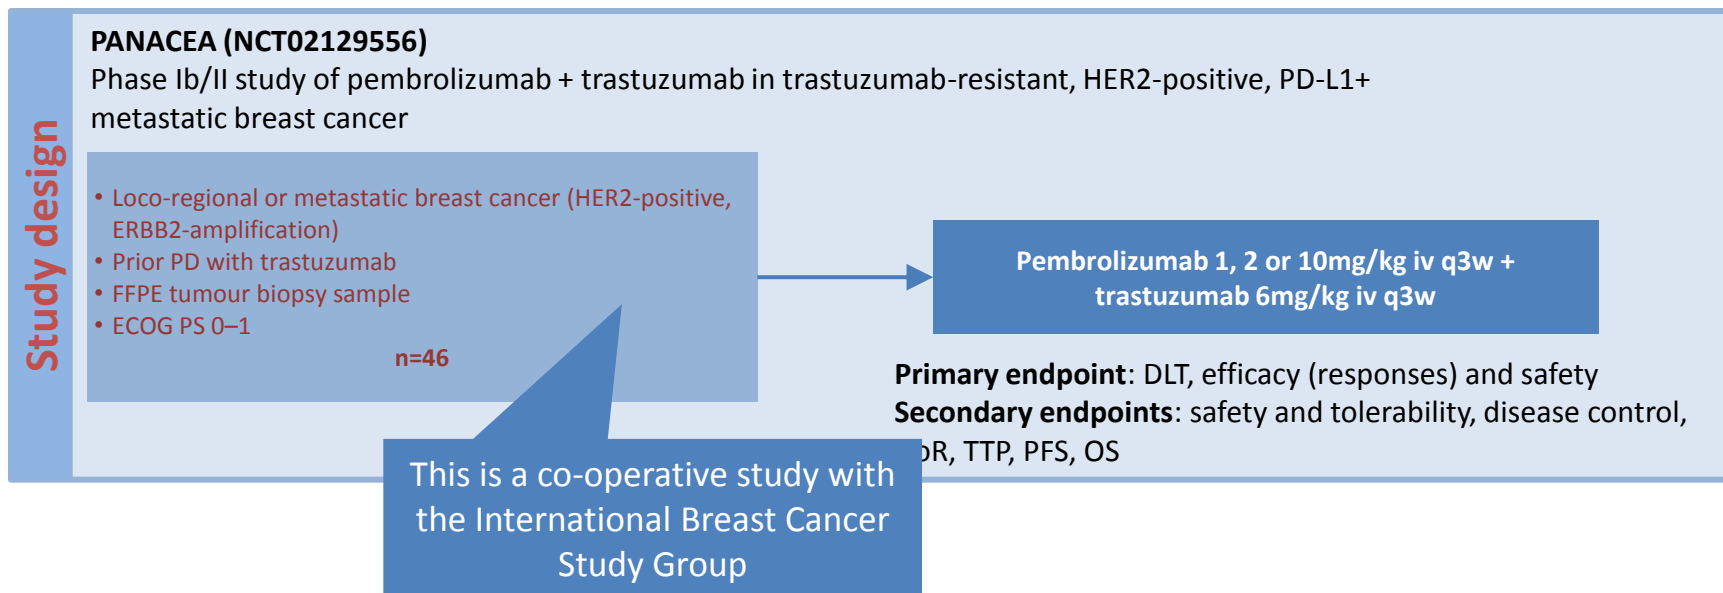 Study design
PANACEA (NCT02129556)
Phase Ib/II study of pembrolizumab + trastuzumab in trastuzumab-resistant, HER2-positive, PD-L1+
metastatic breast cancer
• Loco-regional or metastatic breast cancer (HER2-positive,
ERBB2-amplification)
• Prior PD with trastuzumab
• FFPE tumour biopsy sample
• ECOG PS 0–1
n=46
Pembrolizumab 1, 2 or 10mg/kg iv q3w +
trastuzumab 6mg/kg iv q3w
Primary endpoint: DLT, efficacy (responses) and safety
Secondary endpoints: safety and tolerability, disease control,
TTP, PFS, OS
This is a co-operative study with
the International Breast Cancer
Study Group